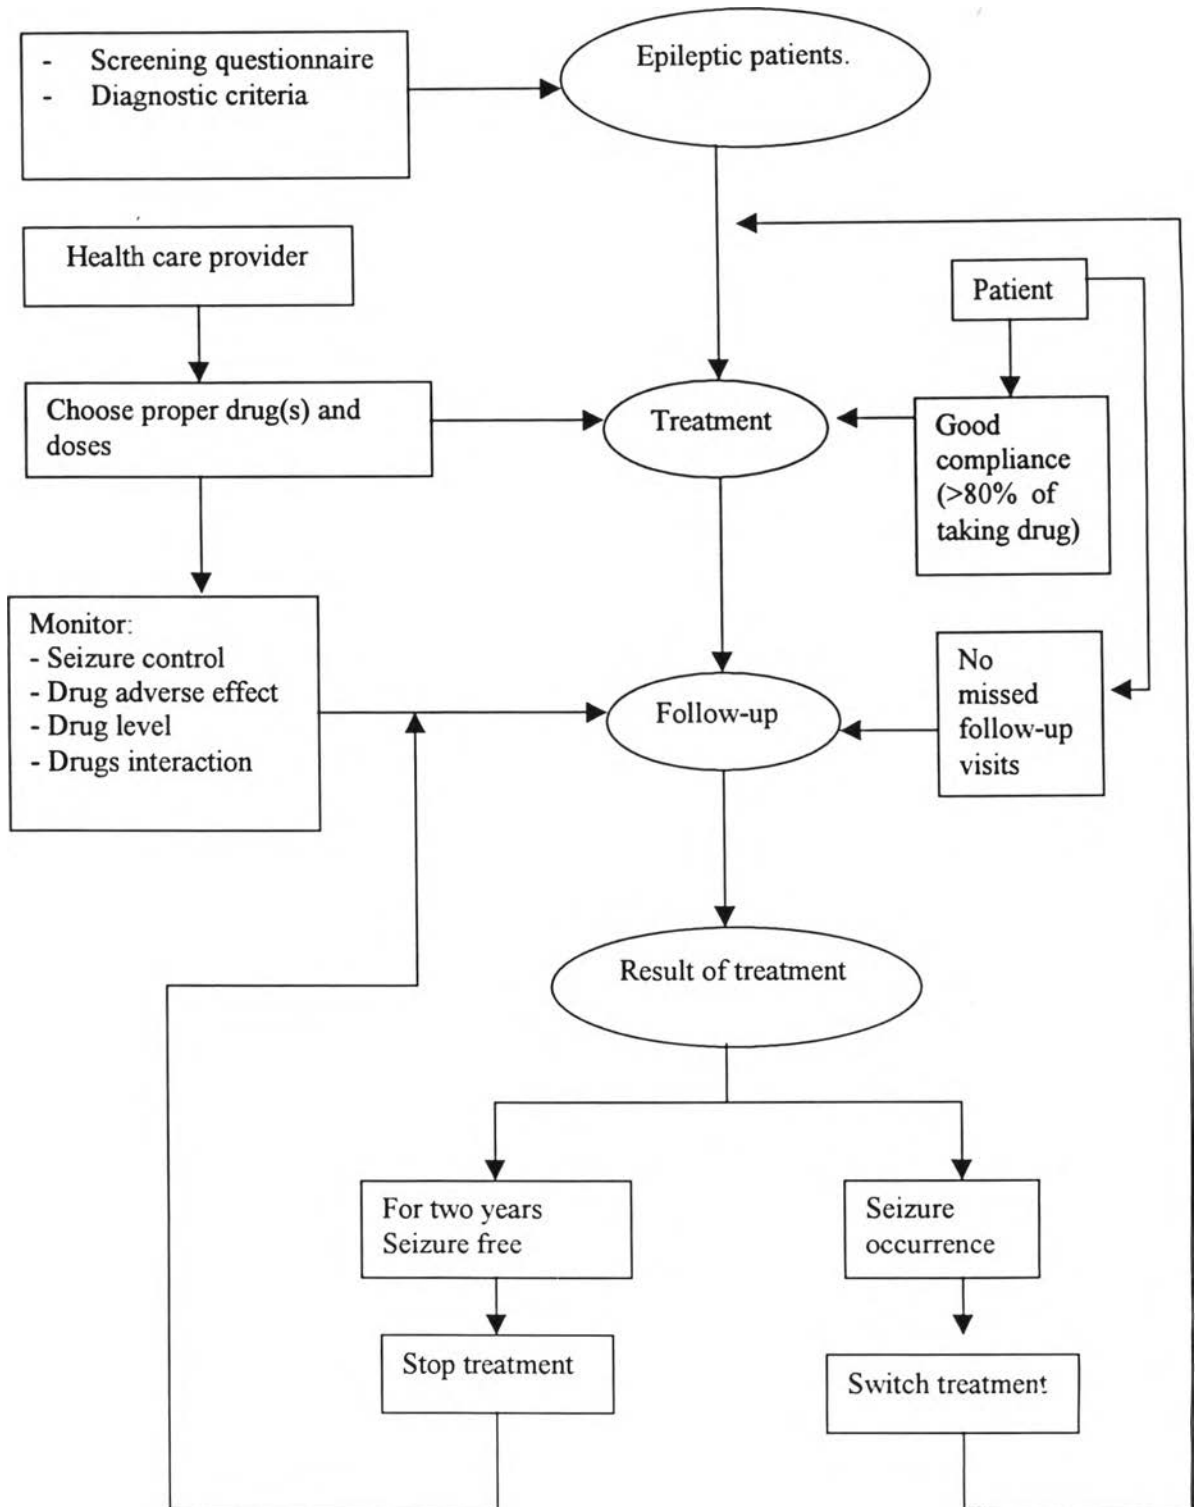 - Screening questionnaire
- Diagnostic criteria
Epileptic patients.
Health care provider
Patient
Choose proper drug(s) and
doses
Treatment
Good
compliance
(>80% of
taking drug)
Monitor:
- Seizure control
- Drug adverse effect
- Drug level
- Drugs interaction
Follow-up
No
missed
follow-up
visits
Result of treatment
For two years
Seizure free
Seizure
occurrence
Stop treatment
Switch treatment